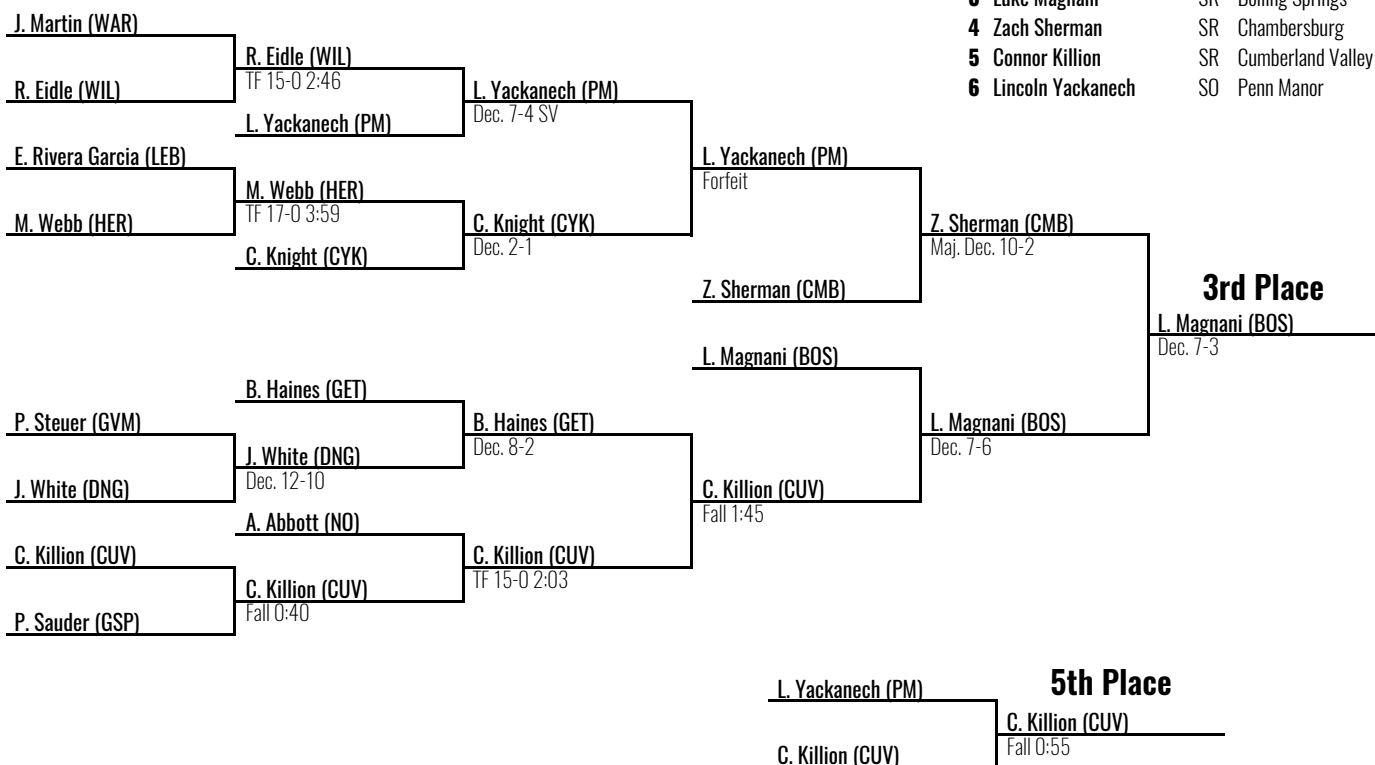 3 Luke Magnani SR Boiling Springs
4 Zach Sherman SR Chambersburg
5 Connor Killion SR Cumberland Valley
6 Lincoln Yackanech SO Penn Manor
J. Martin (WAR)
R. Eidle (WIL)
TF 15-0 2:46
R. Eidle (WIL)
L. Yackanech (PM)
Dec. 7-4 SV
L. Yackanech (PM)
E. Rivera Garcia (LEB)
L. Yackanech (PM)
Forfeit
M. Webb (HER)
TF 17-0 3:59
M. Webb (HER)
C. Knight (CYK)
Dec. 2-1
Z. Sherman (CMB)
Maj. Dec. 10-2
C. Knight (CYK)
Z. Sherman (CMB)
3rd Place
L. Magnani (BOS)
Dec. 7-3
L. Magnani (BOS)
B. Haines (GET)
P. Steuer (GVM)
B. Haines (GET)
Dec. 8-2
L. Magnani (BOS)
Dec. 7-6
J. White (DNG)
Dec. 12-10
J. White (DNG)
C. Killion (CUV)
Fall 1:45
A. Abbott (NO)
C. Killion (CUV)
C. Killion (CUV)
TF 15-0 2:03
C. Killion (CUV)
Fall 0:40
P. Sauder (GSP)
5th Place
L. Yackanech (PM)
C. Killion (CUV)
Fall 0:55
C. Killion (CUV)